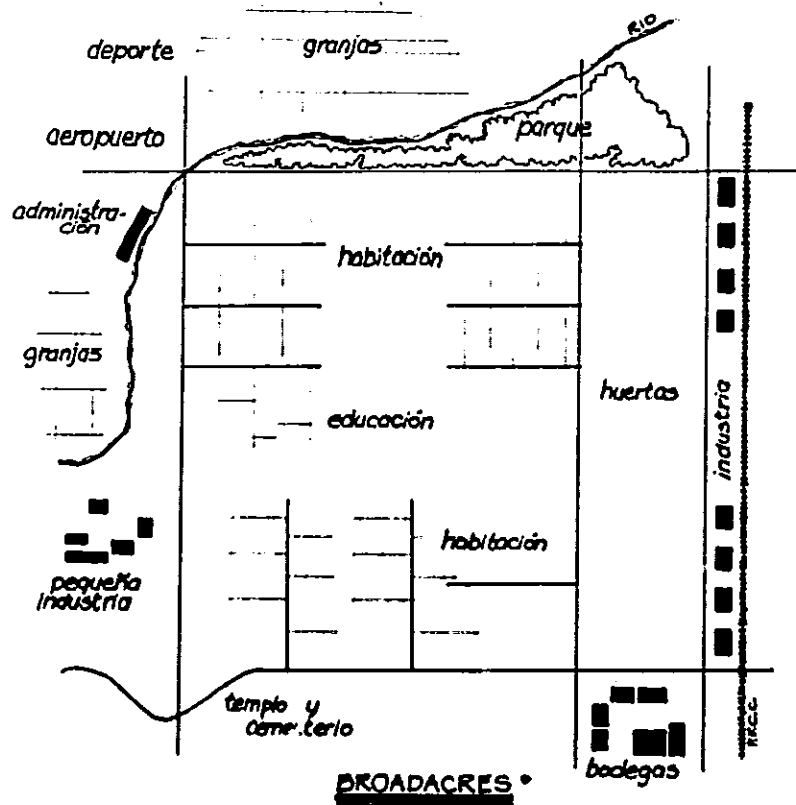 RIO
deporte
granjas
aeropuerto
parque
administra-
ción
habitación
granjas
huertas
industria
educación
habitación
pequeña
industria
templo y
cementerio
R.R.C.C.
bodegas
BROADACRES